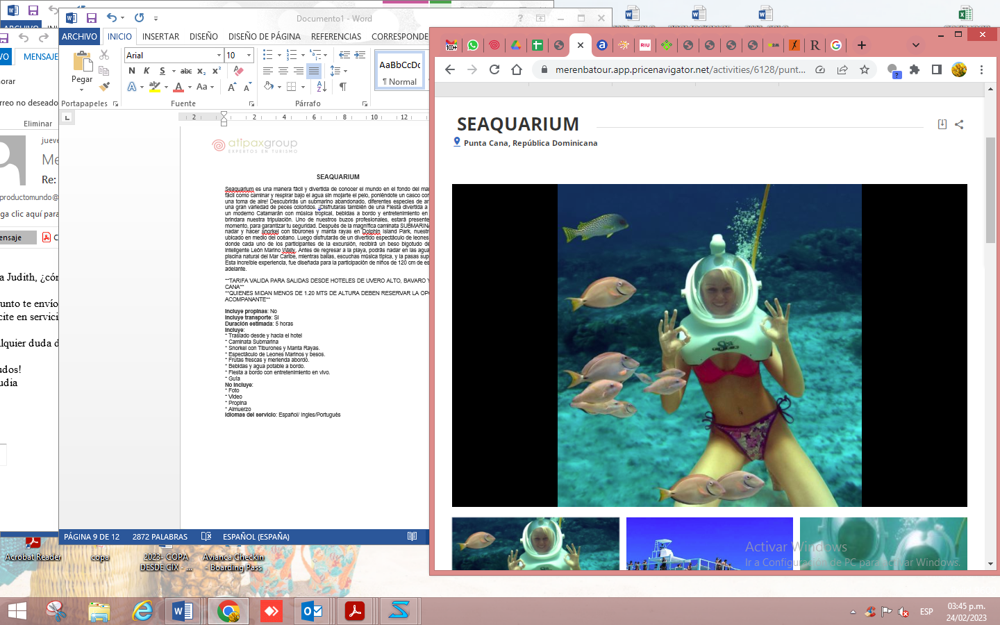 Documento1 - Word
ARCHIVO INICIO INSERTAR DISEÑO DISEÑO DE PÁGINA REFERENCIAS CORRESPONDE
MENSAJE
Arial 10
Pegar
N K S abc x₂ x²
Aa
AaBbCcDc
¶ Normal
Portapapeles Fuente Párrafo
Eliminar
2 2 4 6 8 10 12
rreo no deseado
jueve
Me
Re:
productomundo@
ga clic aquí para
ensaje
a Judith, ¿cóm
unto te envío
cite en servici
alquier duda d
udos!
udia
atipaxgroup
EXPERTOS EN TURISMO
SEAQUARIUM
Seaquarium es una manera fácil y divertida de conocer el mundo en el fondo del mar
fácil como caminar y respirar bajo el agua sin mojarte el pelo, poniéndote un casco con
una toma de aire! Descubrirás un submarino abandonado, diferentes especies de
una gran variedad de peces coloridos. ¡Disfrutaras también de una Fiesta divertida a
un moderno Catamarán con música tropical, bebidas a bordo y entretenimiento en
brindara nuestra tripulación. Uno de nuestros buzos profesionales, estará presente
momento, para garantizar tu seguridad. Después de la magnífica caminata SUBMARINA
nadar y hacer snorkel con tiburones y manta rayas en Dolphin Island Park, nuestro
ubicado en medio del océano. Luego disfrutarás de un divertido espectáculo de leones
donde cada uno de los participantes de la excursión, recibirá un beso bigotudo de
inteligente León Marino Wally. Antes de regresar a la playa, podrás nadar en las agua
piscina natural del Mar Caribe, mientras bailas, escuchas música típica, y la pasas sup
Esta increíble experiencia, fue diseñada para la participación de niños de 120 cm de es
adelante.
**TARIFA VALIDA PARA SALIDAS DESDE HOTELES DE UVERO ALTO, BAVARO Y
CANA**
**QUIENES MIDAN MENOS DE 1.20 MTS DE ALTURA DEBEN RESERVAR LA OP
ACOMPANANTE**
Incluye propinas: No
Incluye transporte: SI
Duración estimada: 5 horas
Incluye:
* Traslado desde y hacia el hotel
* Caminata Submarina
* Snorkel con Tiburones y Manta Rayas.
* Espectáculo de Leones Marinos y besos.
* Frutas frescas y merienda abordo.
* Bebidas y agua potable a bordo.
* Fiesta a bordo con entretenimiento en vivo.
* Guía
No Incluye:
* Foto
* Video
* Propina
* Almuerzo
Idiomas del servicio: Español/ Ingles/Portugués
PÁGINA 9 DE 12 2872 PALABRAS ESPAÑOL (ESPAÑA)
merenbatour.app.pricenavigator.net/activities/6128/punt...
SEAQUARIUM
Punta Cana, República Dominicana
Activar Windows
Ir a Configuración de PC para activar Windows.
Acrobat Reader copa 2023- COPA DESDE CIX - ... Avianca Checkin - Boarding Pass
ESP
03:45 p.m.
24/02/2023